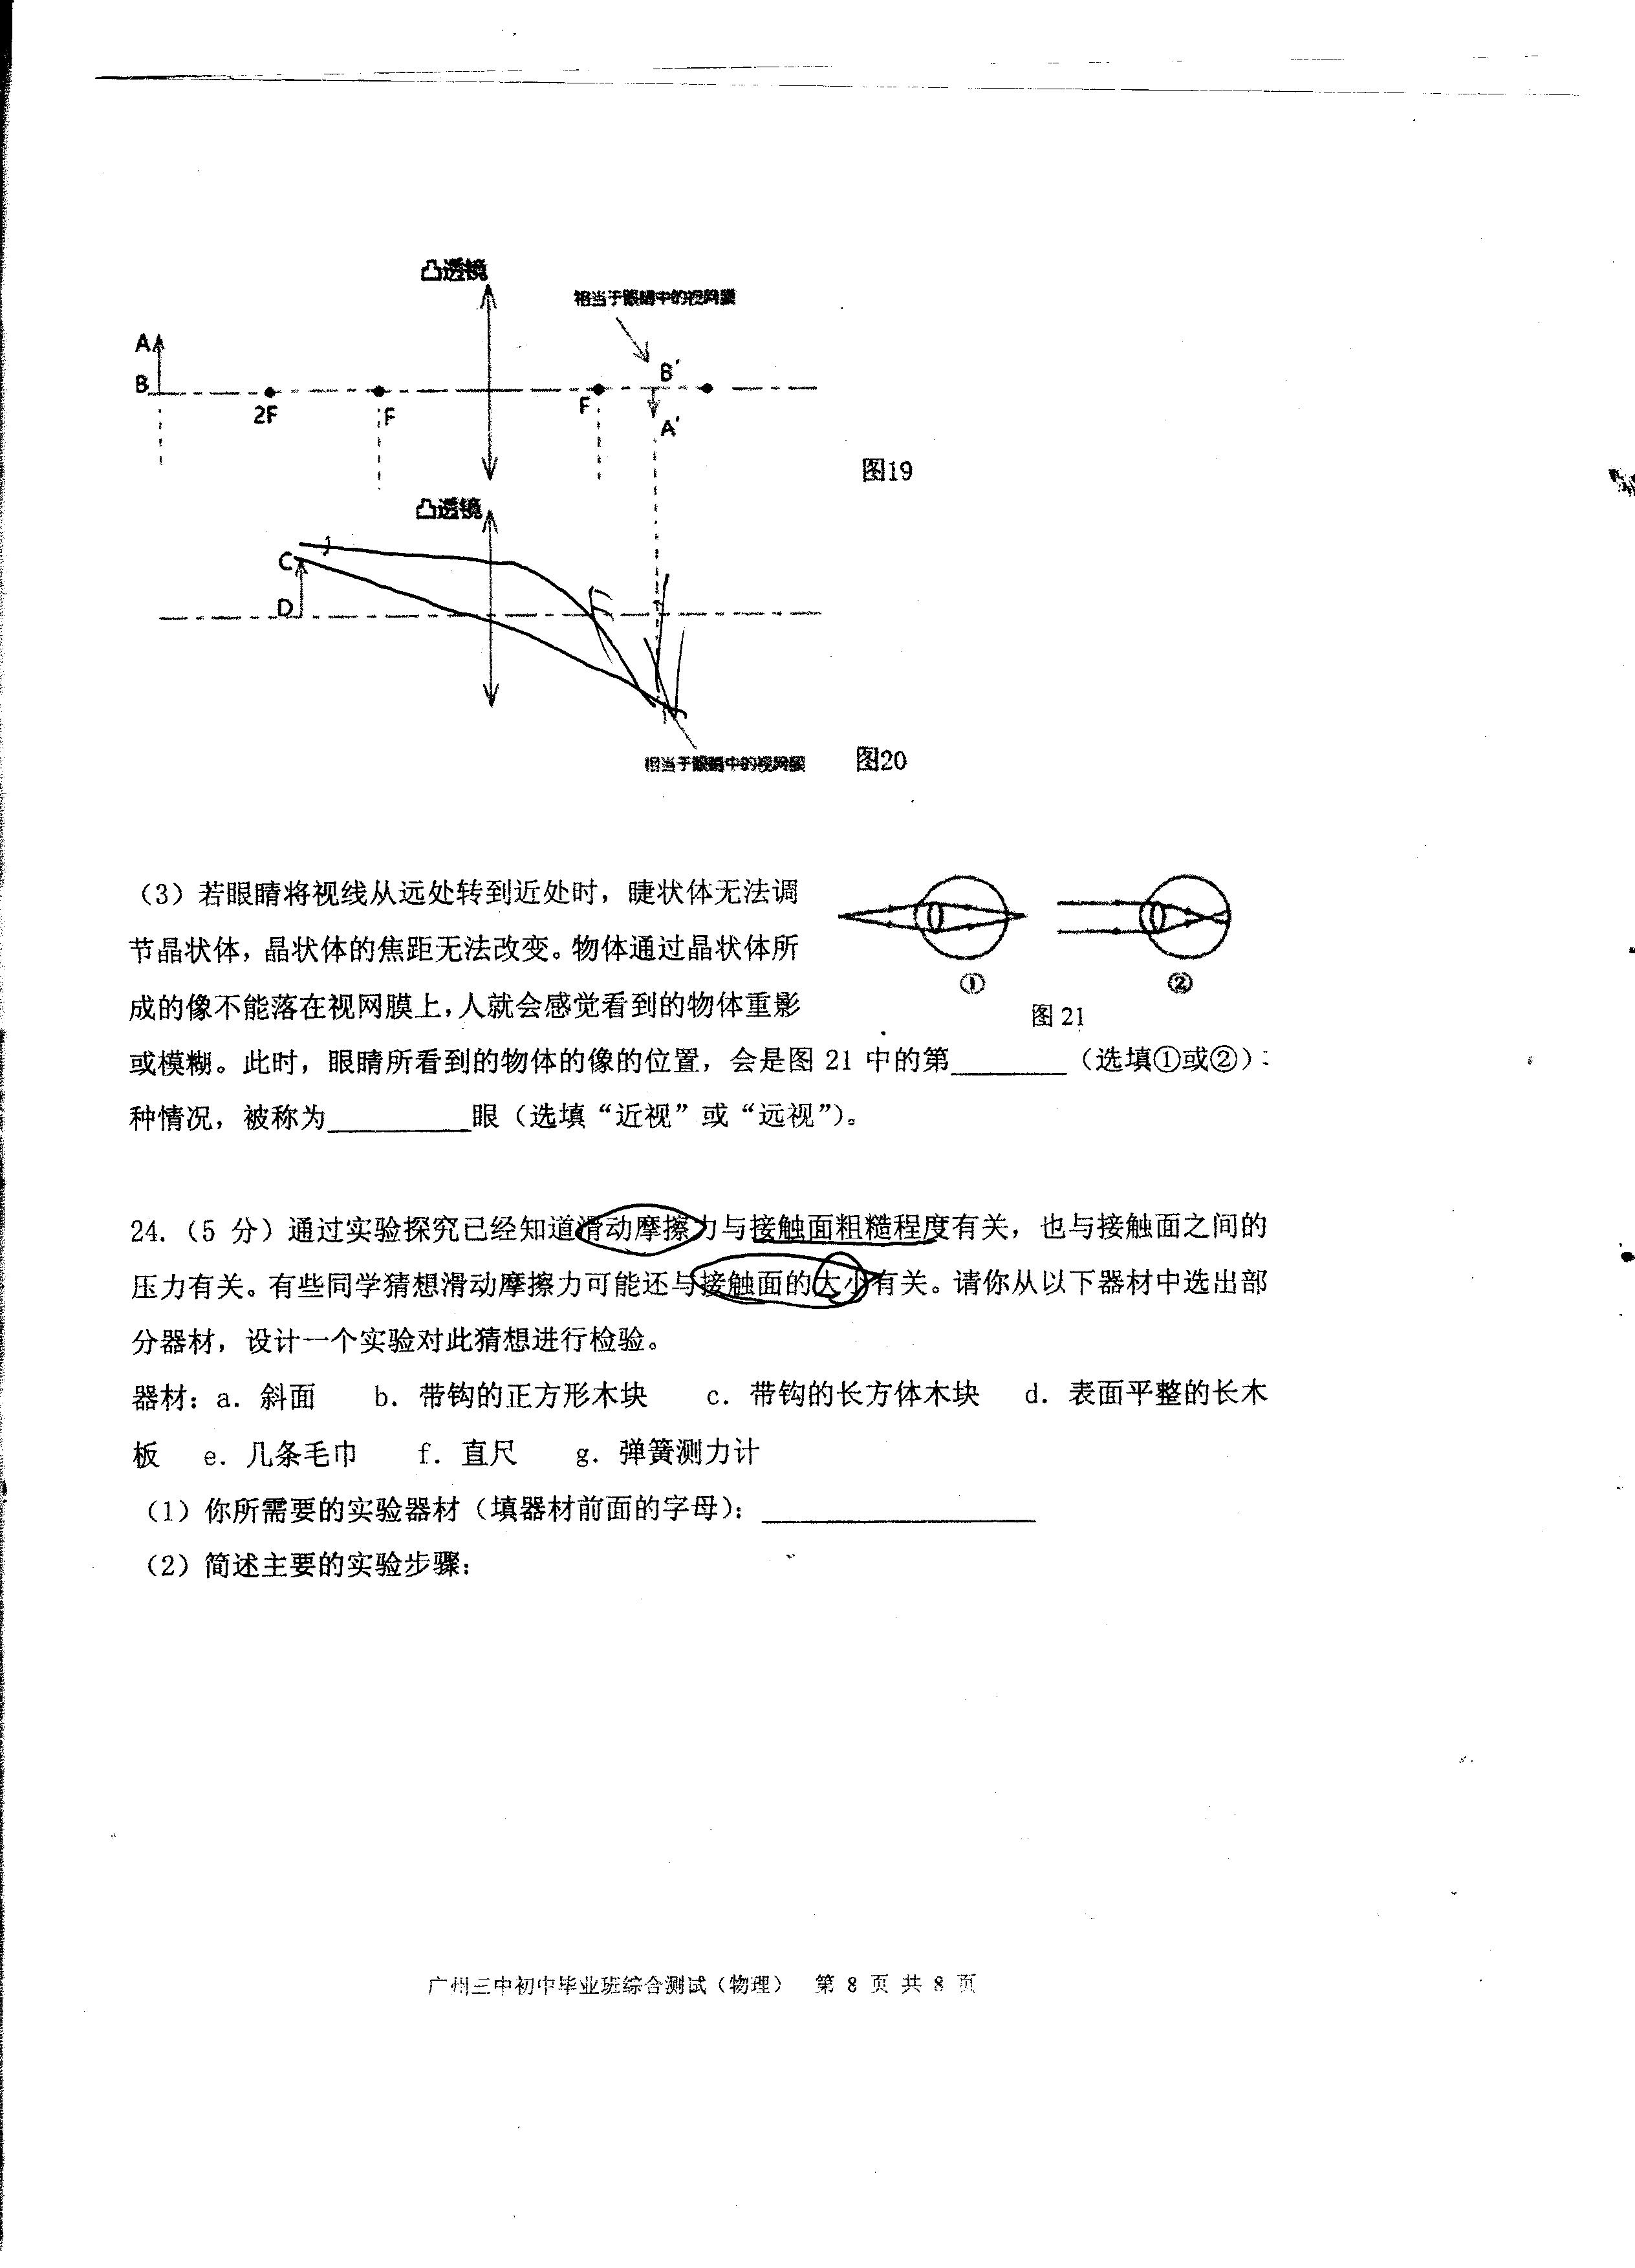 凸透镜
相当于眼睛中的视网膜
A
B
B′
2F
F
F
A′
图19
凸透镜
C
D
F
相当于眼睛中的视网膜
图20
（3）若眼睛将视线从远处转到近处时，睫状体无法调
节晶状体，晶状体的焦距无法改变。物体通过晶状体所
成的像不能落在视网膜上，人就会感觉看到的物体重影
或模糊。此时，眼睛所看到的物体的像的位置，会是图 21 中的第________（选填①或②）
种情况，被称为__________眼（选填“近视”或“远视”）。
①
②
图 21
24.（5 分）通过实验探究已经知道滑动摩擦力与接触面粗糙程度有关，也与接触面之间的
压力有关。有些同学猜想滑动摩擦力可能还与接触面的大小有关。请你从以下器材中选出部
分器材，设计一个实验对此猜想进行检验。
器材：a. 斜面 b. 带钩的正方形木块 c. 带钩的长方体木块 d. 表面平整的长木
板 e. 几条毛巾 f. 直尺 g. 弹簧测力计
（1）你所需要的实验器材（填器材前面的字母）：____________________
（2）简述主要的实验步骤：
广州三中初中毕业班综合测试（物理） 第 8 页 共 8 页